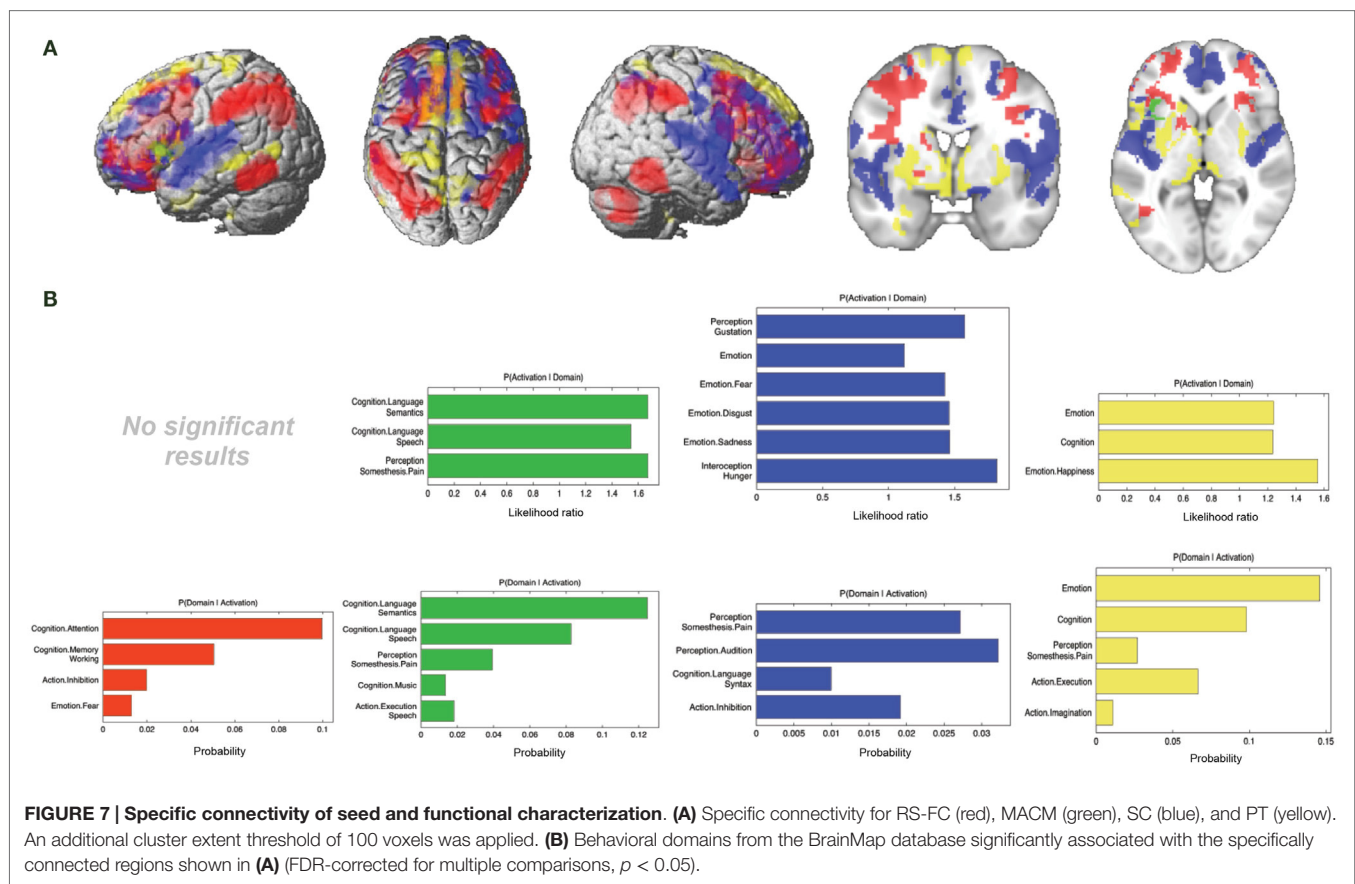 A
B
No significant
results
P(Activation | Domain)
Cognition.Language
Semantics
Cognition.Language
Speech
Perception
Somesthesis.Pain
0 0.2 0.4 0.6 0.8 1 1.2 1.4 1.6
Likelihood ratio
P(Activation | Domain)
Perception
Gustation
Emotion
Emotion.Fear
Emotion.Disgust
Emotion.Sadness
Interoception
Hunger
0 0.5 1 1.5
Likelihood ratio
P(Activation | Domain)
Emotion
Cognition
Emotion.Happiness
0 0.2 0.4 0.6 0.8 1 1.2 1.4 1.6
Likelihood ratio
P(Domain | Activation)
Cognition.Attention
Cognition.Memory
Working
Action.Inhibition
Emotion.Fear
0 0.02 0.04 0.06 0.08 0.1
Probability
P(Domain | Activation)
Cognition.Language
Semantics
Cognition.Language
Speech
Perception
Somesthesis.Pain
Cognition.Music
Action.Execution
Speech
0 0.02 0.04 0.06 0.08 0.1 0.12
Probability
P(Domain | Activation)
Perception
Somesthesis.Pain
Perception.Audition
Cognition.Language
Syntax
Action.Inhibition
0 0.005 0.01 0.015 0.02 0.025 0.03
Probability
P(Domain | Activation)
Emotion
Cognition
Perception
Somesthesis.Pain
Action.Execution
Action.Imagination
0 0.05 0.1 0.15
Probability
FIGURE 7 | Specific connectivity of seed and functional characterization. (A) Specific connectivity for RS-FC (red), MACM (green), SC (blue), and PT (yellow).
An additional cluster extent threshold of 100 voxels was applied. (B) Behavioral domains from the BrainMap database significantly associated with the specifically
connected regions shown in (A) (FDR-corrected for multiple comparisons, p < 0.05).